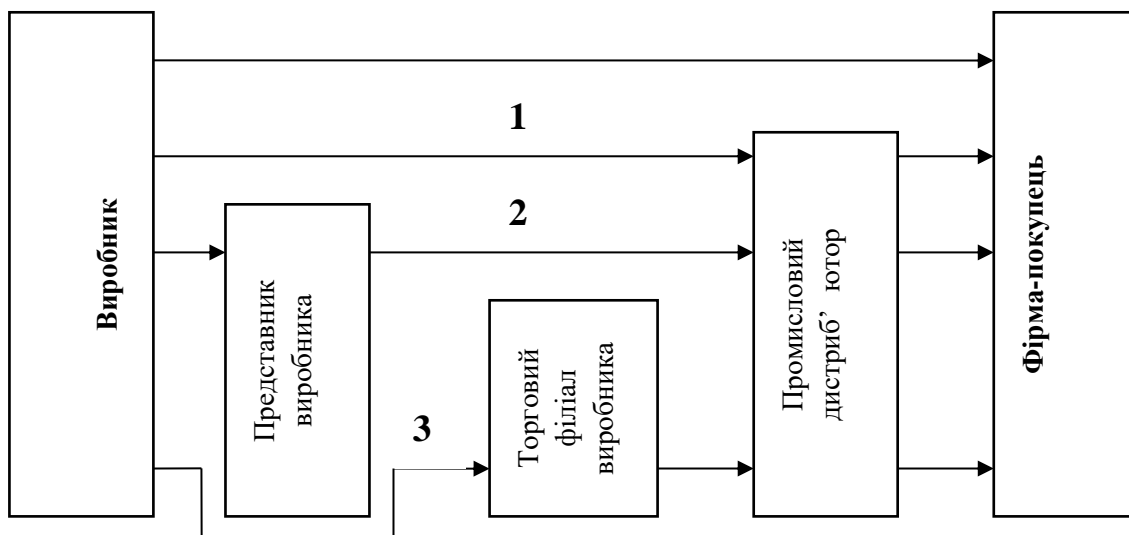 Виробник
1
2
3
Представник
виробника
Торговий
філіал
виробника
Промисловий
дистриб’ ютор
Фірма-покупець